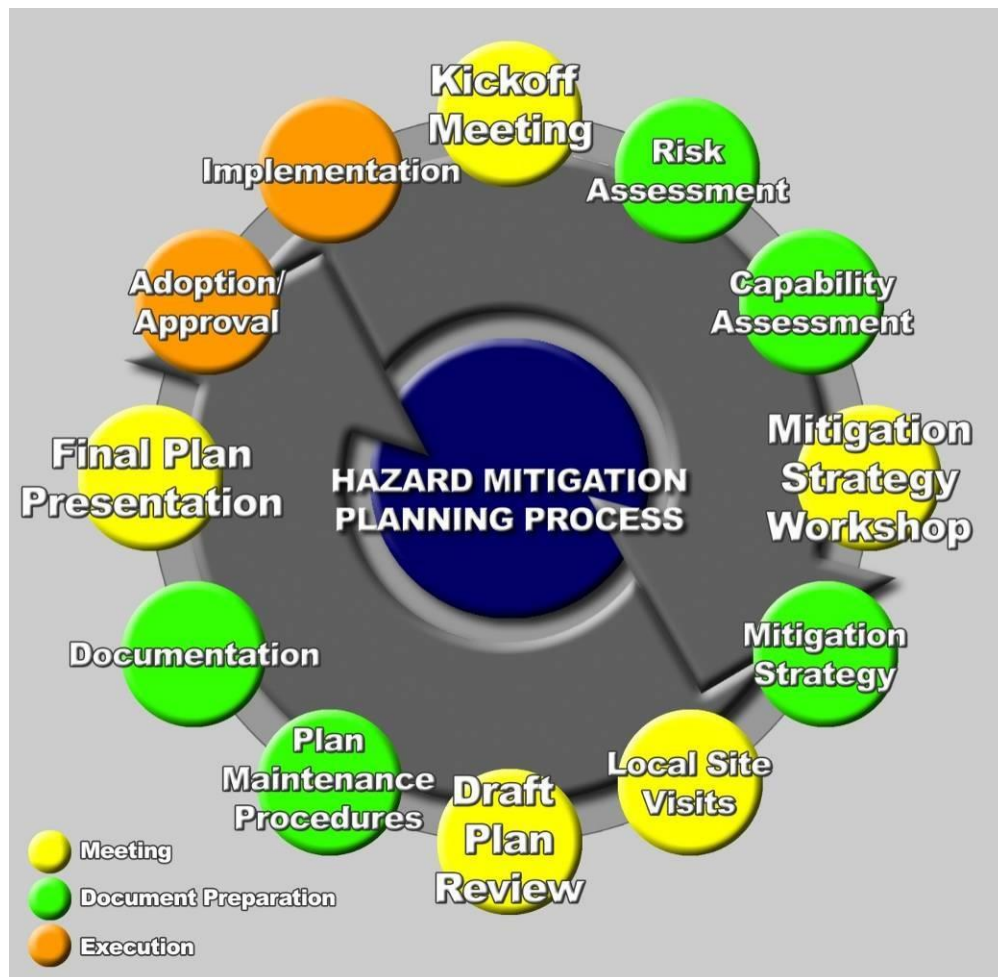 Kickoff
Meeting
Risk
Assessment
Capability
Assessment
Mitigation
Strategy
Workshop
Mitigation
Strategy
Local Site
Visits
Draft
Plan
Review
Plan
Maintenance
Procedures
Documentation
Final Plan
Presentation
Adoption/
Approval
Implementation
HAZARD MITIGATION
PLANNING PROCESS
Meeting
Document Preparation
Execution